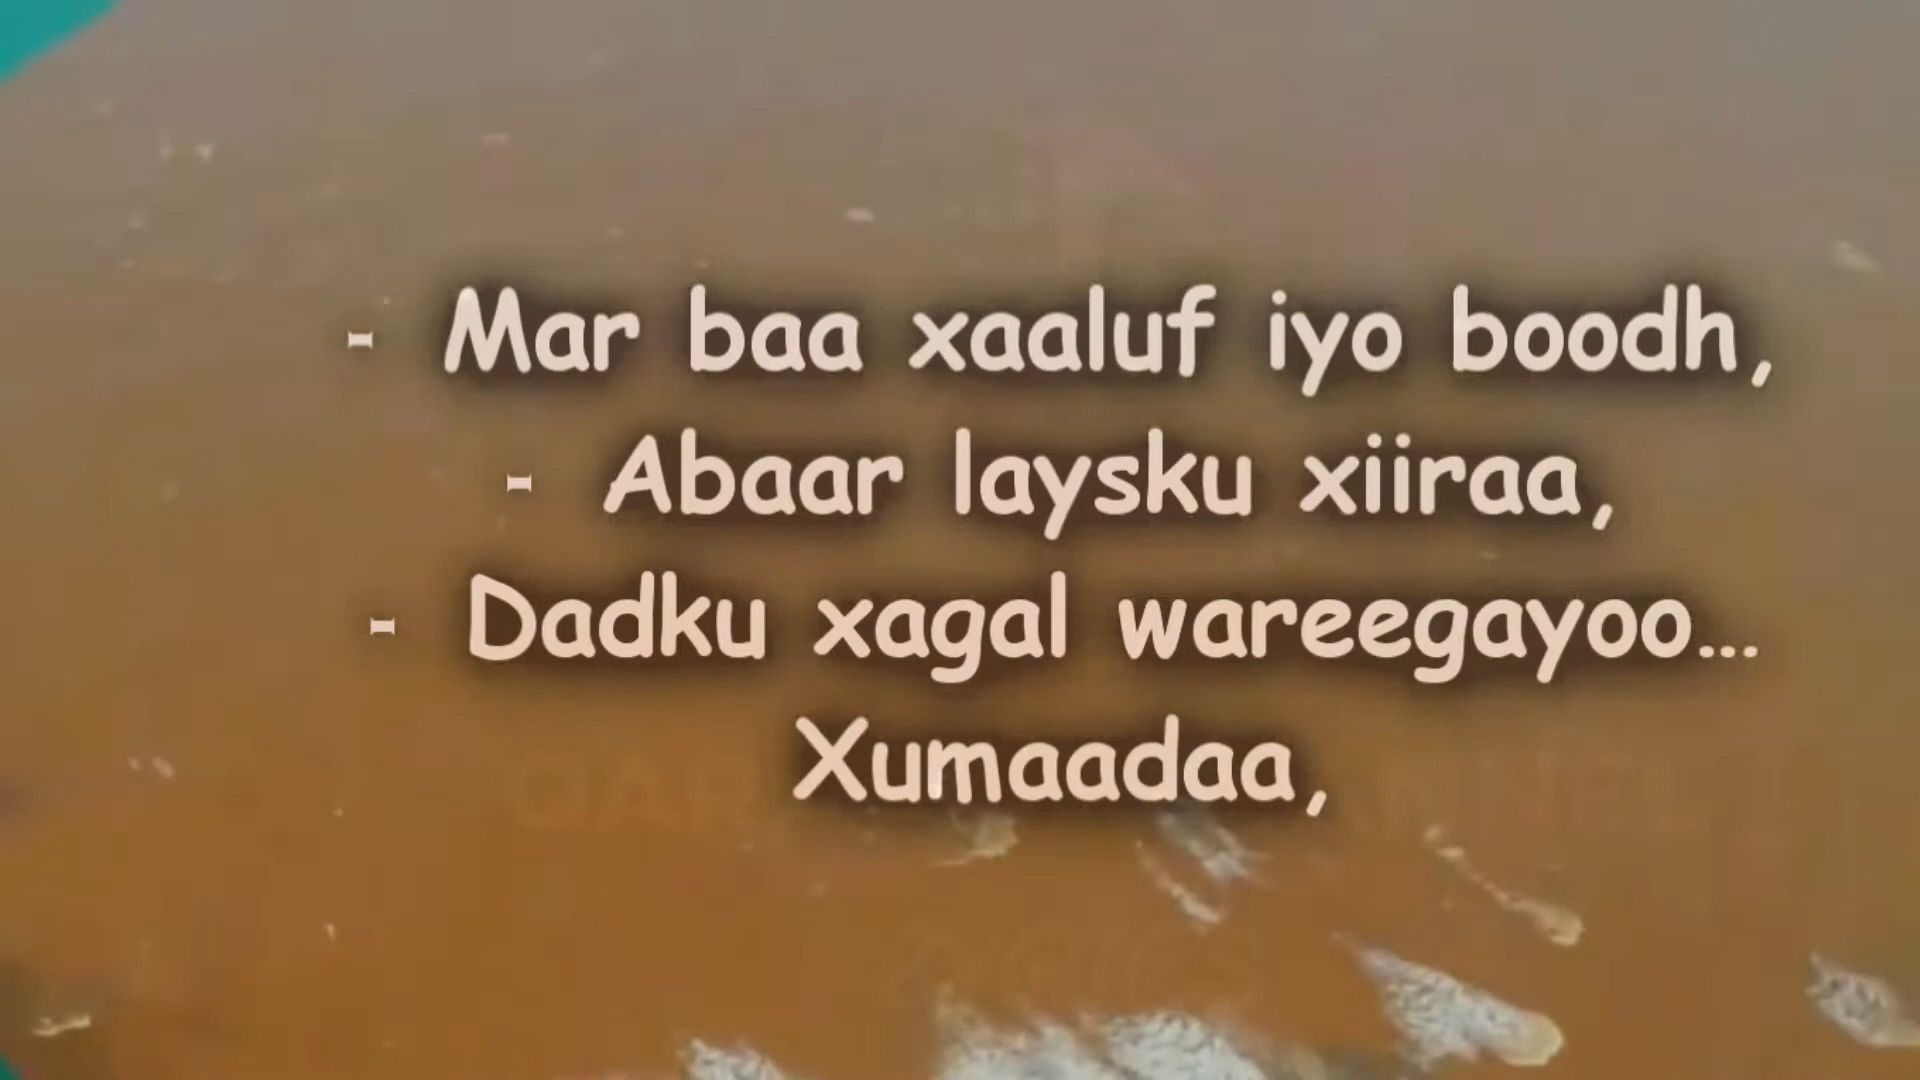 - Mar baa xaaluf iyo boodh,
- Abaar laysku xiiraa,
- Dadku xagal wareegayoo...
Xumaadaa,